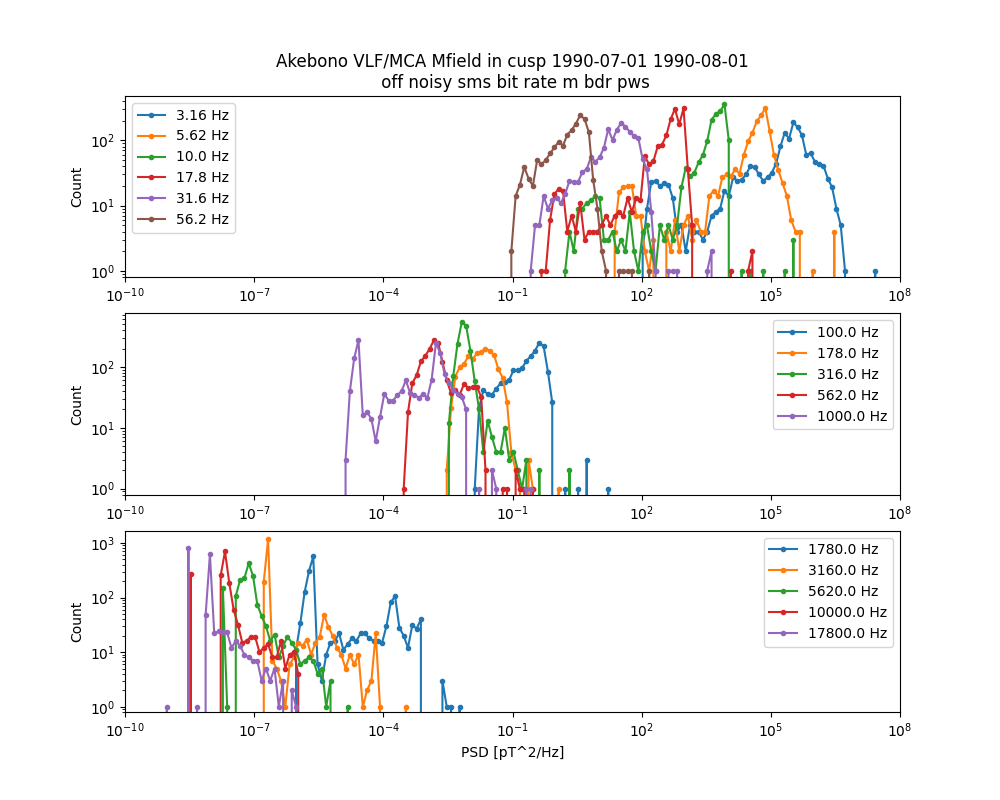 Akebono VLF/MCA Mfield in cusp 1990-07-01 1990-08-01
off noisy sms bit rate m bdr pws
Count
10^2
10^1
10^0
3.16 Hz
5.62 Hz
10.0 Hz
17.8 Hz
31.6 Hz
56.2 Hz
10^-10 10^-7 10^-4 10^-1 10^2 10^5 10^8
Count
10^2
10^1
10^0
100.0 Hz
178.0 Hz
316.0 Hz
562.0 Hz
1000.0 Hz
10^-10 10^-7 10^-4 10^-1 10^2 10^5 10^8
Count
10^3
10^2
10^1
10^0
1780.0 Hz
3160.0 Hz
5620.0 Hz
10000.0 Hz
17800.0 Hz
10^-10 10^-7 10^-4 10^-1 10^2 10^5 10^8
PSD [pT^2/Hz]